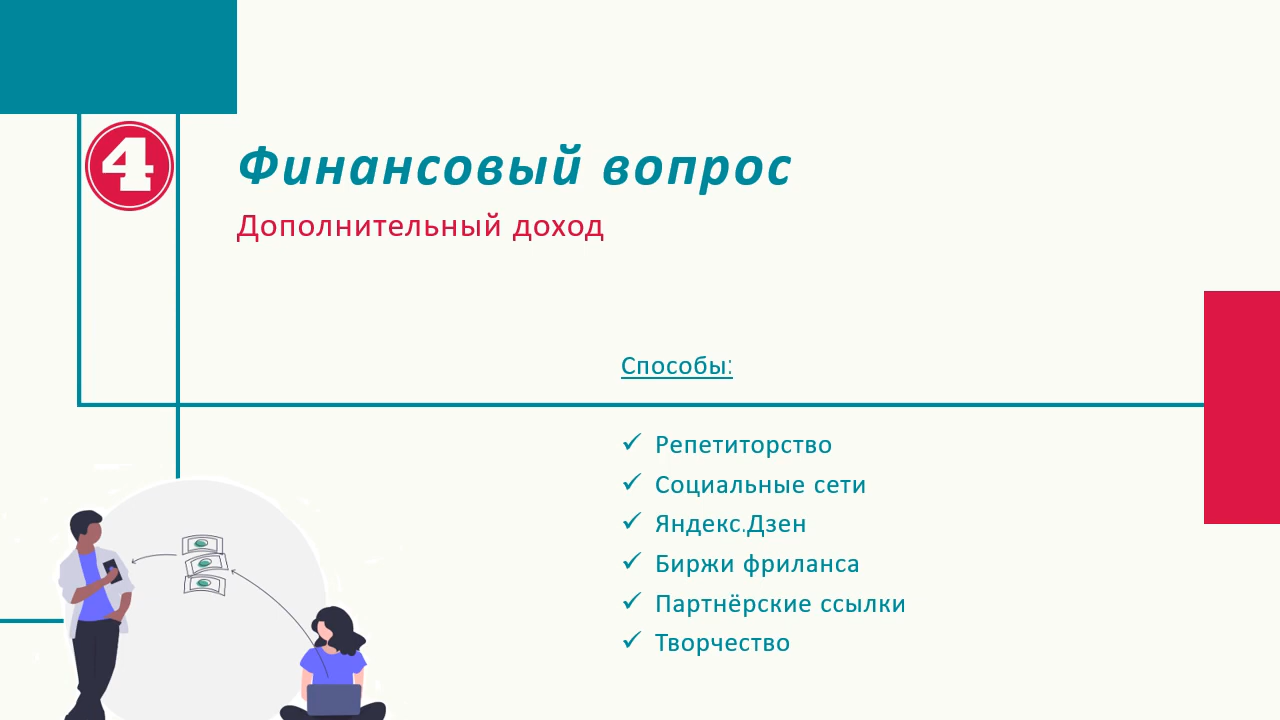 4
Финансовый вопрос
Дополнительный доход
Способы:
✓ Репетиторство
✓ Социальные сети
✓ Яндекс.Дзен
✓ Биржи фриланса
✓ Партнёрские ссылки
✓ Творчество